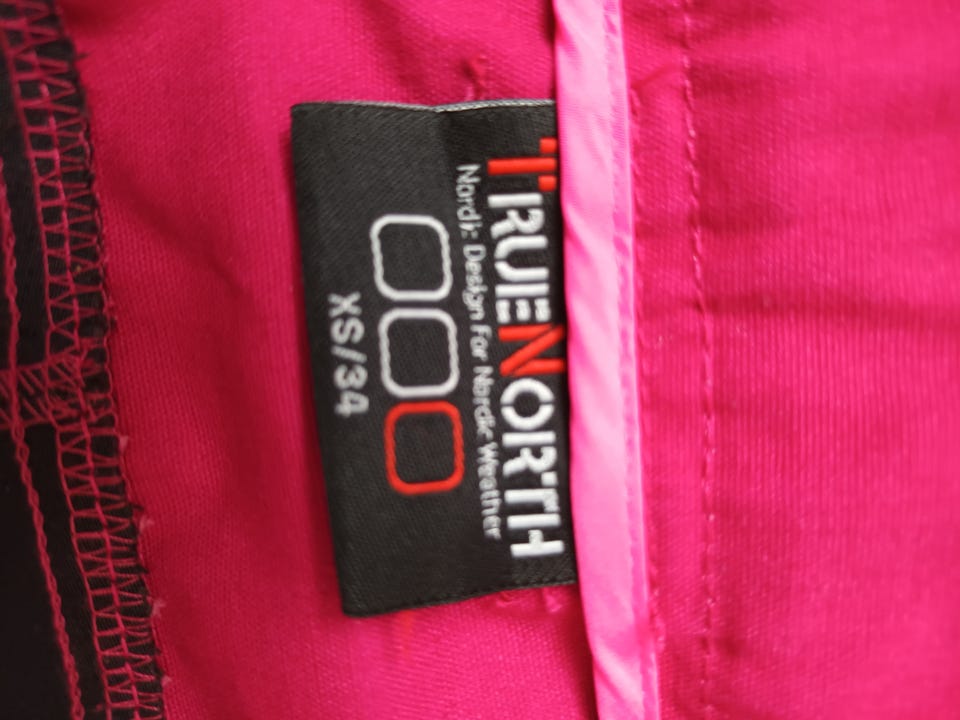 TRUENORTH
Nordic Design For Nordic Weather
XS/34